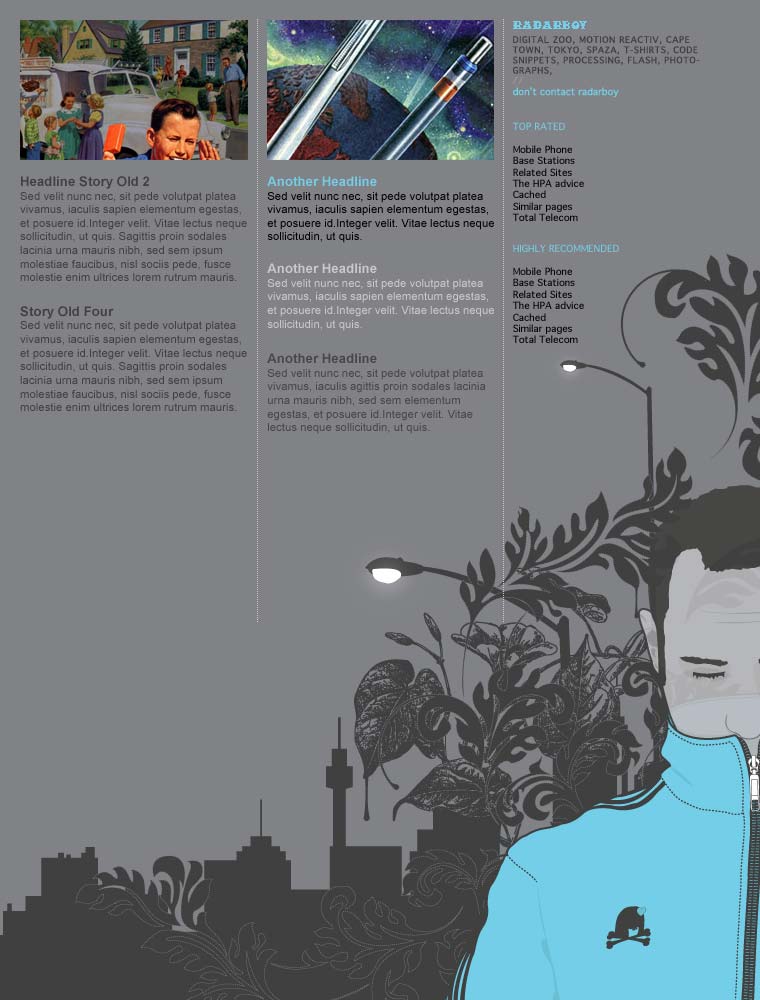 Headline Story Old 2
Sed velit nunc nec, sit pede volutpat platea
vivamus, iaculis sapien elementum egestas,
et posuere id.Integer velit. Vitae lectus neque
sollicitudin, ut quis. Sagittis proin sodales
lacinia urna mauris nibh, sed sem ipsum
molestiae faucibus, nisl sociis pede, fusce
molestie enim ultrices lorem rutrum mauris.
Story Old Four
Sed velit nunc nec, sit pede volutpat platea
vivamus, iaculis sapien elementum egestas,
et posuere id.Integer velit. Vitae lectus neque
sollicitudin, ut quis. Sagittis proin sodales
lacinia urna mauris nibh, sed sem ipsum
molestiae faucibus, nisl sociis pede, fusce
molestie enim ultrices lorem rutrum mauris.
Another Headline
Sed velit nunc nec, sit pede volutpat platea
vivamus, iaculis sapien elementum egestas,
et posuere id.Integer velit. Vitae lectus neque
sollicitudin, ut quis.
Another Headline
Sed velit nunc nec, sit pede volutpat platea
vivamus, iaculis sapien elementum egestas,
et posuere id.Integer velit. Vitae lectus neque
sollicitudin, ut quis.
Another Headline
Sed velit nunc nec, sit pede volutpat platea
vivamus, iaculis agittis proin sodales lacinia
urna mauris nibh, sed sem elementum
egestas, et posuere id.Integer velit. Vitae
lectus neque sollicitudin, ut quis.
RADARBOY
DIGITAL ZOO, MOTION REACTIV, CAPE
TOWN, TOKYO, SPAZA, T-SHIRTS, CODE
SNIPPETS, PROCESSING, FLASH, PHOTO-
GRAPHS,
don't contact radarboy
TOP RATED
Mobile Phone
Base Stations
Related Sites
The HPA advice
Cached
Similar pages
Total Telecom
HIGHLY RECOMMENDED
Mobile Phone
Base Stations
Related Sites
The HPA advice
Cached
Similar pages
Total Telecom